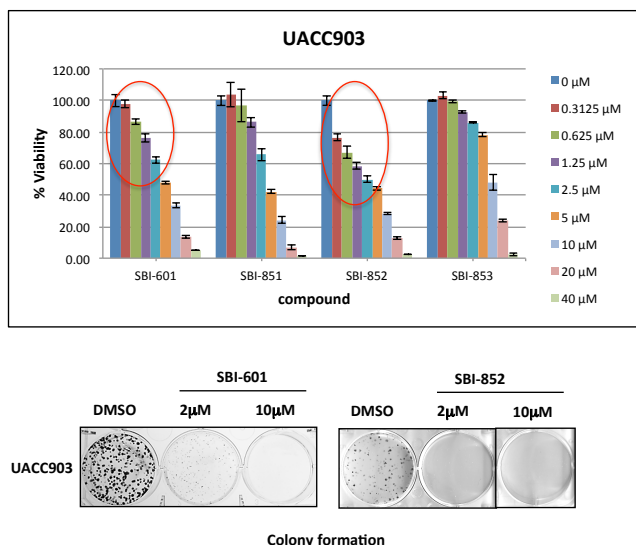 UACC903
120.00
100.00
80.00
60.00
40.00
20.00
0.00
% Viability
SBI-601
SBI-851
SBI-852
SBI-853
compound
0 μM
0.3125 μM
0.625 μM
1.25 μM
2.5 μM
5 μM
10 μM
20 μM
40 μM
SBI-601
SBI-852
DMSO
2μM
10μM
DMSO
2μM
10μM
UACC903
Colony formation